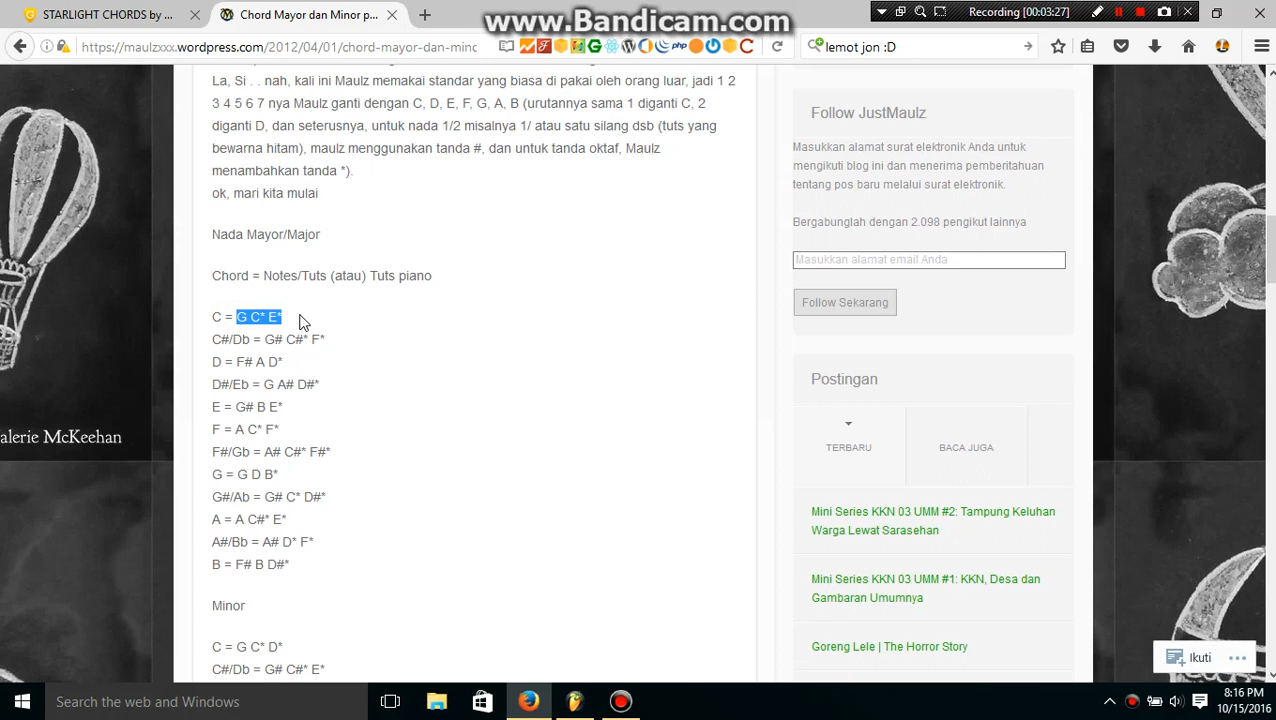 www.Bandicam.com
STARLIGHT CHORDS by ...
Chord Mayor dan Minor p...
Recording [00:03:27]
https://maulzxxx.wordpress.com/2012/04/01/chord-mayor-dan-minc
lemot jon :D
La, Si . . nah, kali ini Maulz memakai standar yang biasa di pakai oleh orang luar, jadi 1 2
3 4 5 6 7 nya Maulz ganti dengan C, D, E, F, G, A, B (urutannya sama 1 diganti C, 2
diganti D, dan seterusnya, untuk nada 1/2 misalnya 1/ atau satu silang dsb (tuts yang
bewarna hitam), maulz menggunakan tanda #, dan untuk tanda oktaf, Maulz
menambahkan tanda *).
ok, mari kita mulai
Nada Mayor/Major
Chord = Notes/Tuts (atau) Tuts piano
C = G C* E*
C#/Db = G# C#* F*
D = F# A D*
D#/Eb = G A# D#*
E = G# B E*
F = A C* F*
F#/Gb = A# C#* F#*
G = G D B*
G#/Ab = G# C* D#*
A = A C#* E*
A#/Bb = A# D* F*
B = F# B D#*
Minor
C = G C* D*
C#/Db = G# C#* E*
Follow JustMaulz
Masukkan alamat surat elektronik Anda untuk
mengikuti blog ini dan menerima pemberitahuan
tentang pos baru melalui surat elektronik.
Bergabunglah dengan 2.098 pengikut lainnya
Masukkan alamat email Anda
Follow Sekarang
Postingan
TERBARU
BACA JUGA
Mini Series KKN 03 UMM #2: Tampung Keluhan
Warga Lewat Sarasehan
Mini Series KKN 03 UMM #1: KKN, Desa dan
Gambaran Umumnya
Goreng Lele | The Horror Story
Ikuti
alerie McKeehan
Search the web and Windows
8:16 PM
10/15/2016